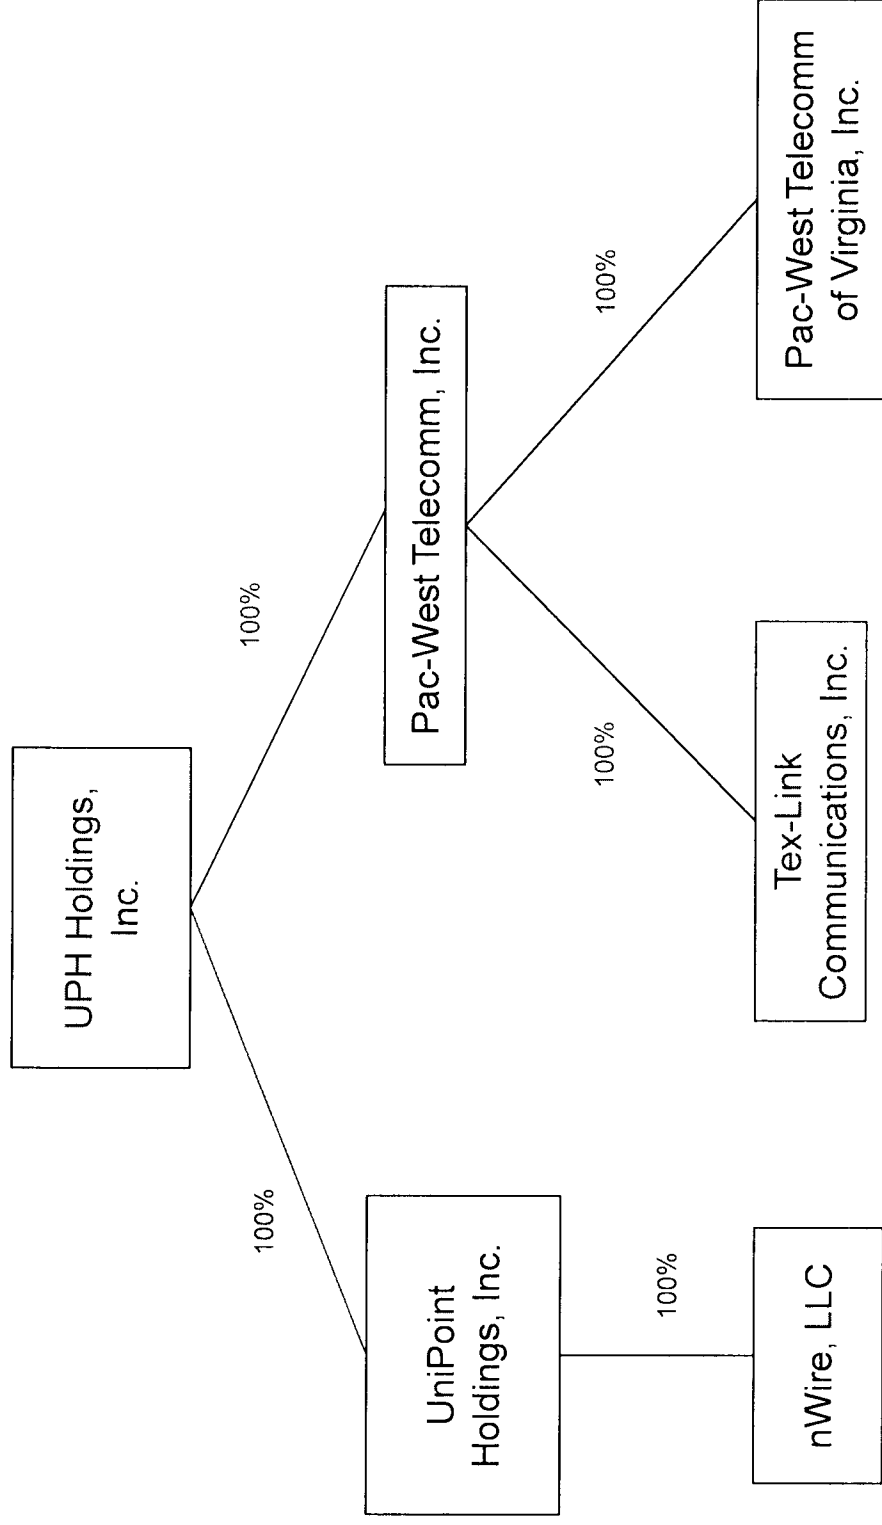 UPH Holdings,
Inc.
100%
100%
UniPoint
Holdings, Inc.
Pac-West Telecomm, Inc.
100%
100%
100%
nWire, LLC
Tex-Link
Communications, Inc.
Pac-West Telecomm
of Virginia, Inc.